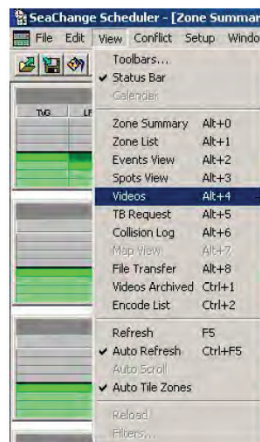 SeaChange Scheduler - [Zone Summar
File Edit View Conflict Setup Windo
Toolbars...
✓ Status Bar
Calender
Zone Summary Alt+0
Zone List Alt+1
Events View Alt+2
Spots View Alt+3
Videos Alt+4
TB Request Alt+5
Collision Log Alt+6
Map View Alt+7
File Transfer Alt+8
Videos Archived Ctrl+1
Encode List Ctrl+2
Refresh F5
✓ Auto Refresh Ctrl+F5
Auto Scroll
✓ Auto Tile Zones
Reload
Filters...